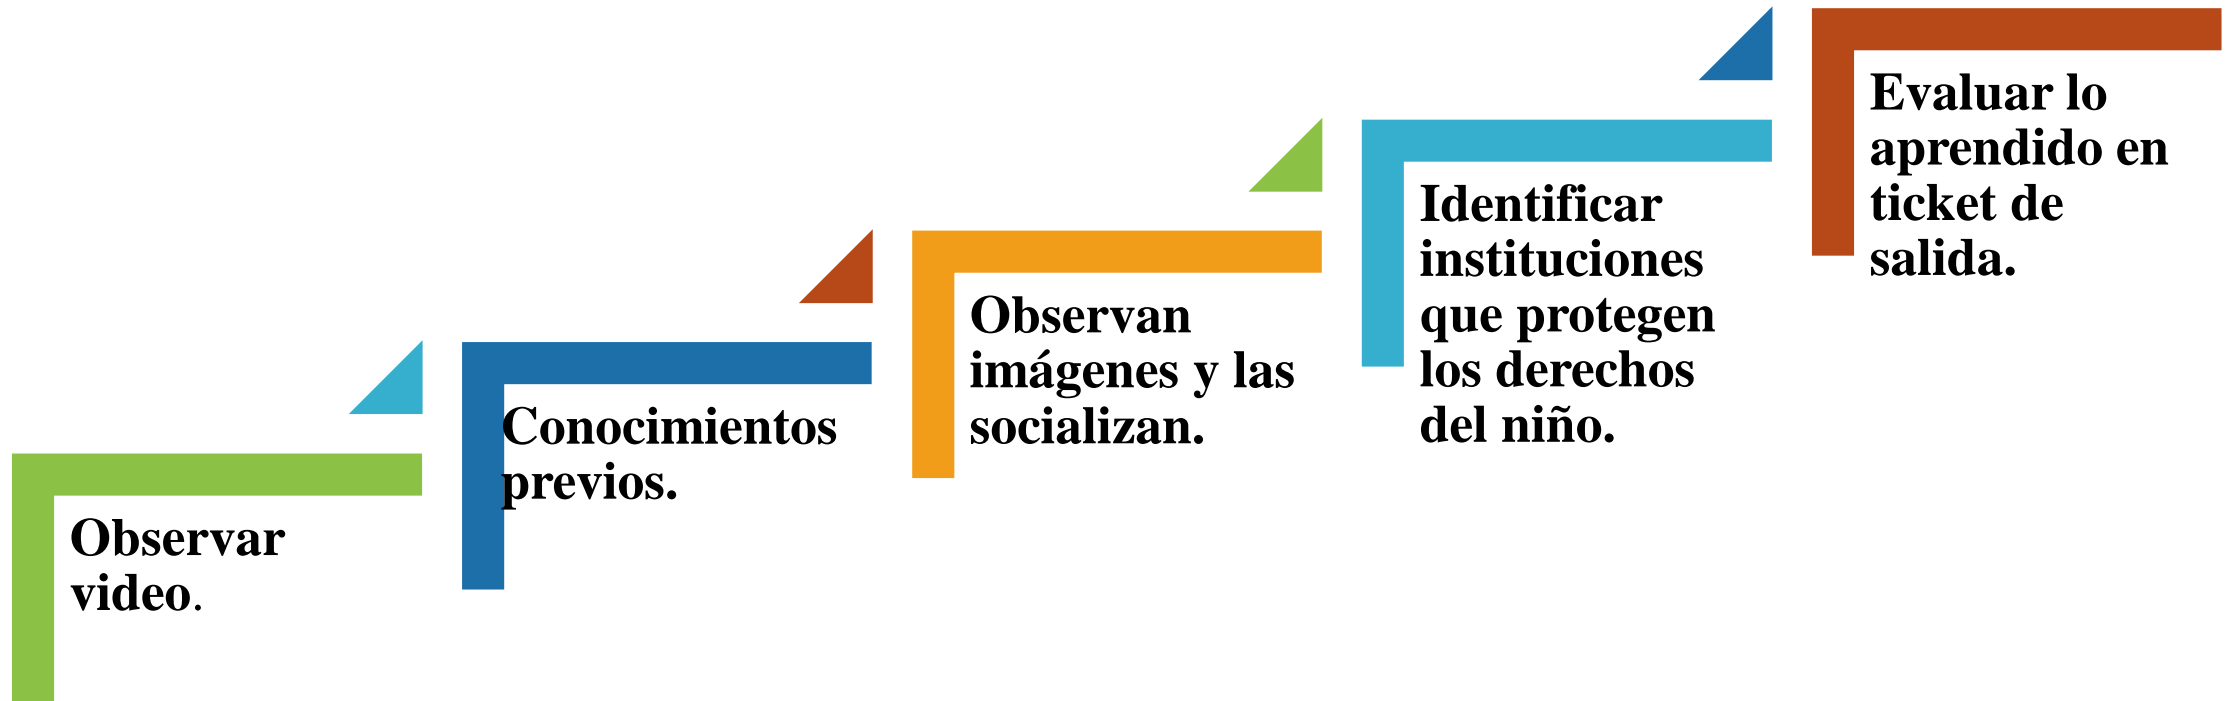 Observar
video.
Conocimientos
previos.
Observan
imágenes y las
socializan.
Identificar
instituciones
que protegen
los derechos
del niño.
Evaluar lo
aprendido en
ticket de
salida.